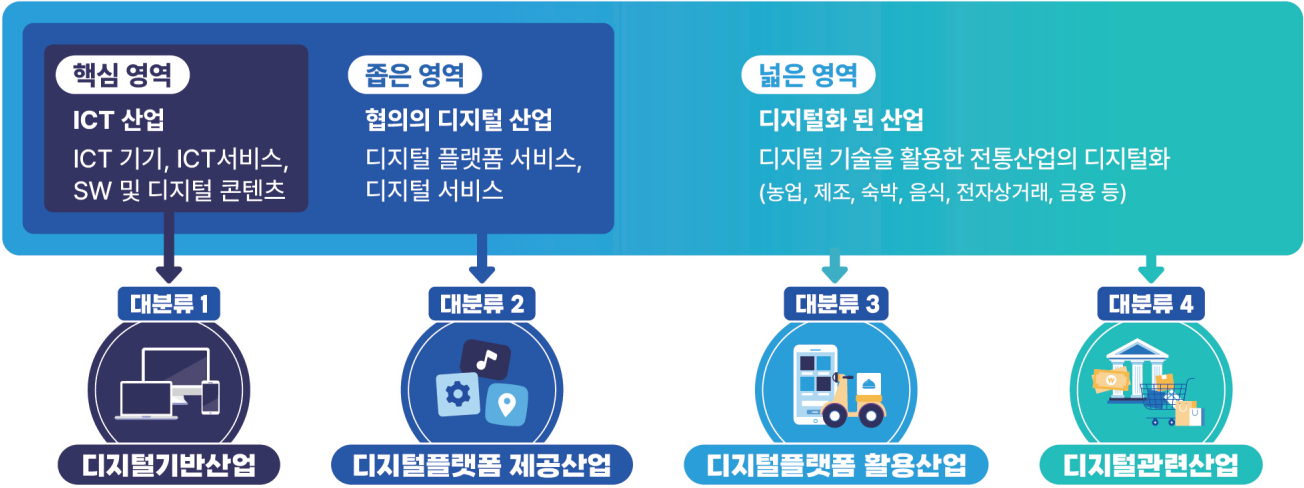 핵심 영역
ICT 산업
ICT 기기, ICT서비스,
SW 및 디지털 콘텐츠
좁은 영역
협의의 디지털 산업
디지털 플랫폼 서비스,
디지털 서비스
넓은 영역
디지털화 된 산업
디지털 기술을 활용한 전통산업의 디지털화
(농업, 제조, 숙박, 음식, 전자상거래, 금융 등)
대분류 1
디지털기반산업
대분류 2
디지털플랫폼 제공산업
대분류 3
디지털플랫폼 활용산업
대분류 4
디지털관련산업